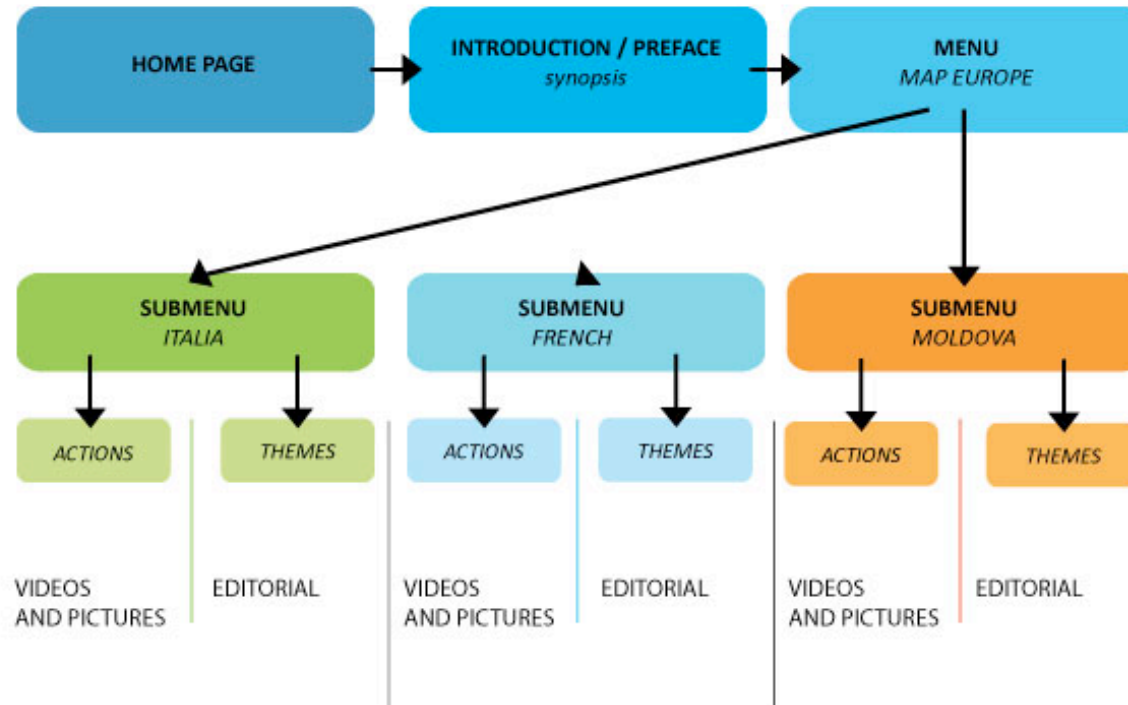 HOME PAGE
INTRODUCTION / PREFACE
synopsis
MENU
MAP EUROPE
SUBMENU
ITALIA
SUBMENU
FRENCH
SUBMENU
MOLDOVA
ACTIONS
THEMES
ACTIONS
THEMES
ACTIONS
THEMES
VIDEOS
AND PICTURES
EDITORIAL
VIDEOS
AND PICTURES
EDITORIAL
VIDEOS
AND PICTURES
EDITORIAL